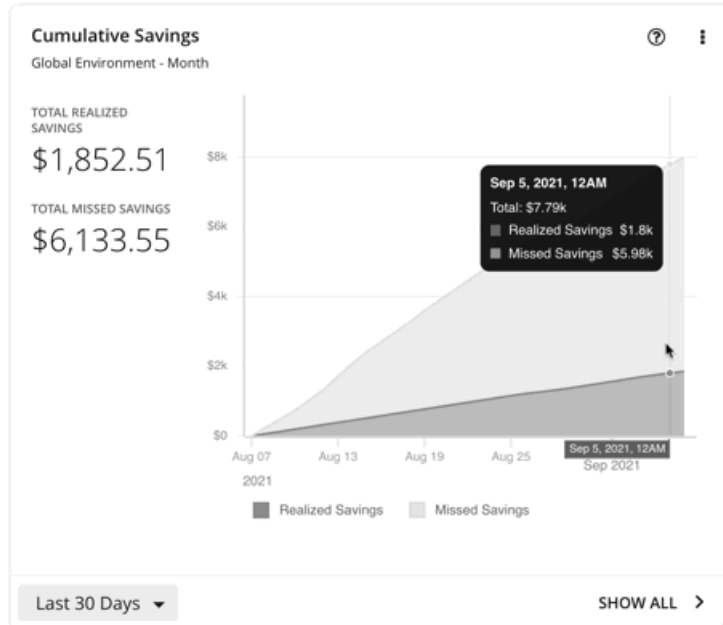 Cumulative Savings
Global Environment - Month
TOTAL REALIZED
SAVINGS
$1,852.51
TOTAL MISSED SAVINGS
$6,133.55
$8k
$6k
$4k
$2k
$0
Sep 5, 2021, 12AM
Total: $7.79k
Realized Savings $1.8k
Missed Savings $5.98k
Aug 07
Aug 13
Aug 19
Aug 25
Sep 5, 2021, 12AM
Sep 2021
2021
Realized Savings
Missed Savings
Last 30 Days
SHOW ALL